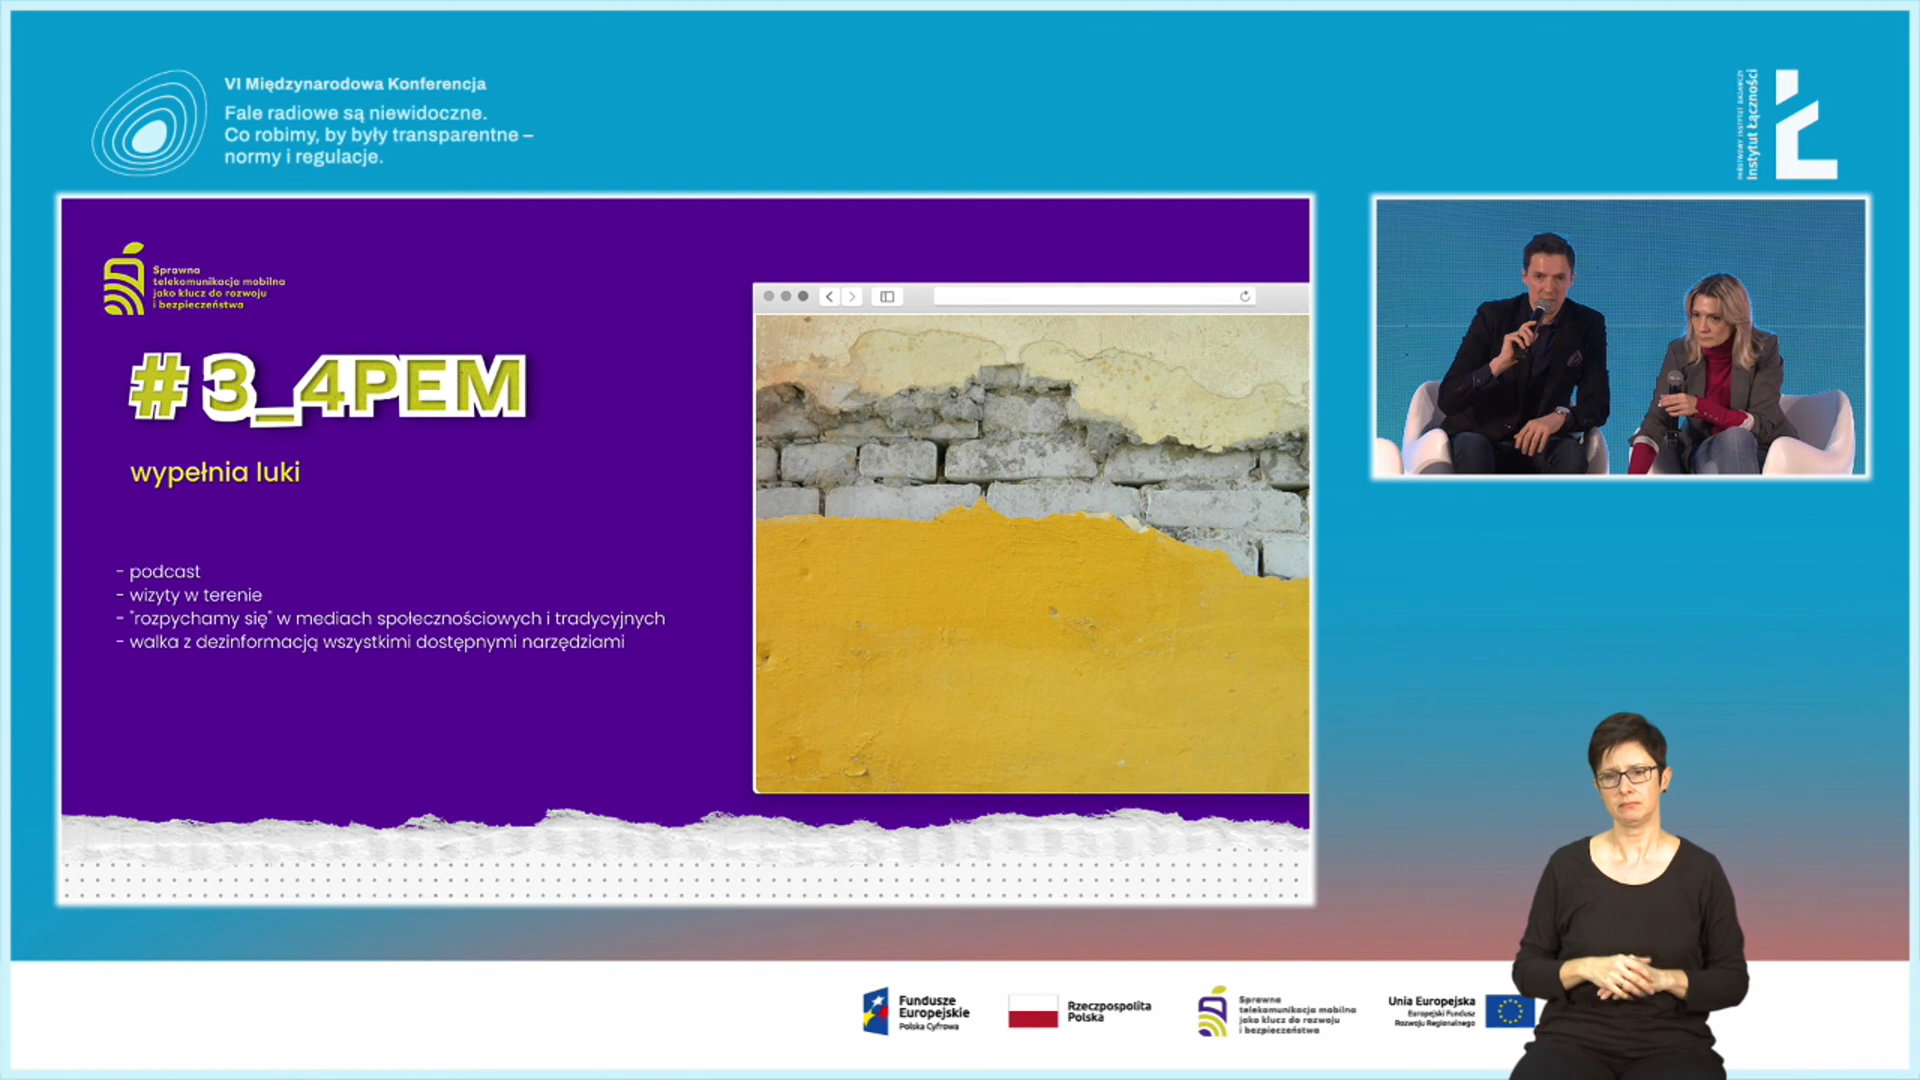 VI Międzynarodowa Konferencja
Fale radiowe są niewidoczne.
Co robimy, by były transparentne –
normy i regulacje.
PAŃSTWOWY INSTYTUT BADAWCZY
Instytut Łączności
Sprawna
telekomunikacja mobilna
jako klucz do rozwoju
i bezpieczeństwa
#3_4PEM
wypełnia luki
- podcast
- wizyty w terenie
- "rozpychamy się" w mediach społecznościowych i tradycyjnych
- walka z dezinformacją wszystkimi dostępnymi narzędziami
Fundusze
Europejskie
Polska Cyfrowa
Rzeczpospolita
Polska
Sprawna
telekomunikacja mobilna
jako klucz do rozwoju
i bezpieczeństwa
Unia Europejska
Europejski Fundusz
Rozwoju Regionalnego